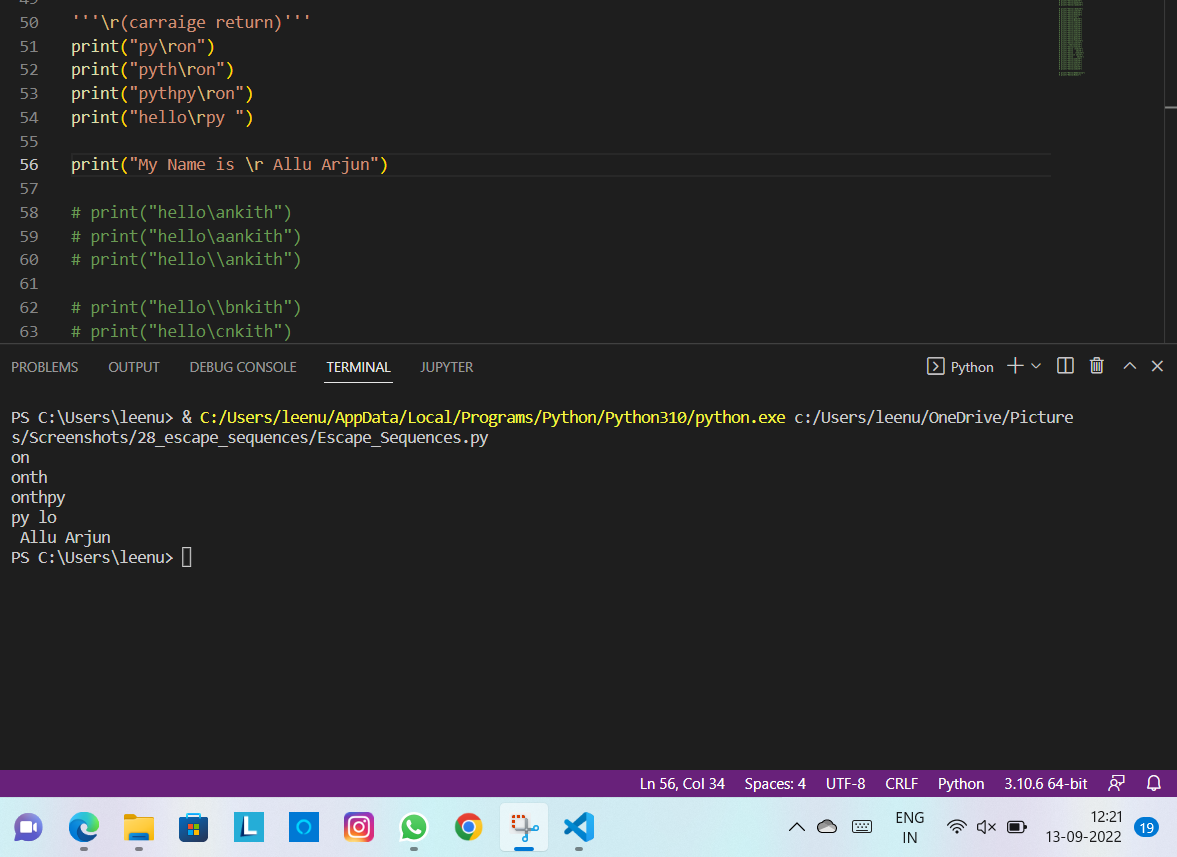 50 '''\r(carraige return)'''
51 print("py\ron")
52 print("pyth\ron")
53 print("pythpy\ron")
54 print("hello\rpy ")
55
56 print("My Name is \r Allu Arjun")
57
58 # print("hello\ankith")
59 # print("hello\aankith")
60 # print("hello\\ankith")
61
62 # print("hello\\bnkith")
63 # print("hello\cnkith")
PROBLEMS OUTPUT DEBUG CONSOLE TERMINAL JUPYTER Python
PS C:\Users\leenu> & C:/Users/leenu/AppData/Local/Programs/Python/Python310/python.exe c:/Users/leenu/OneDrive/Picture
s/Screenshots/28_escape_sequences/Escape_Sequences.py
on
onth
onthpy
py lo
 Allu Arjun
PS C:\Users\leenu>
Ln 56, Col 34 Spaces: 4 UTF-8 CRLF Python 3.10.6 64-bit
L
ENG
IN
12:21
13-09-2022
19